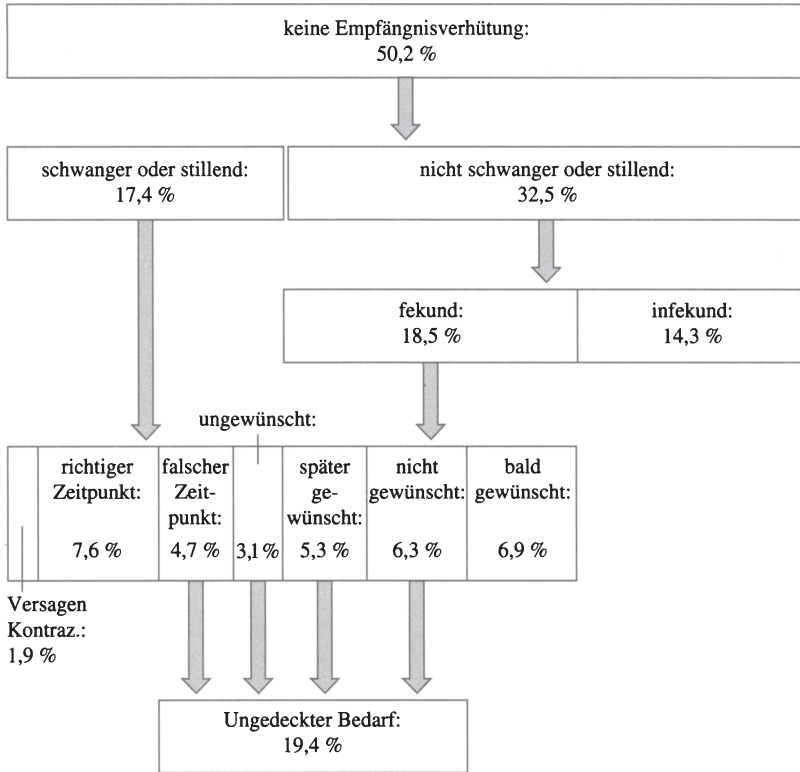 keine Empfängnisverhütung:
50,2 %
schwanger oder stillend:
17,4 %
nicht schwanger oder stillend:
32,5 %
fekund:
18,5 %
infekund:
14,3 %
ungewünscht:
richtiger
Zeitpunkt:
7,6 %
falscher
Zeit-
punkt:
4,7 %
3,1 %
später
ge-
wünscht:
5,3 %
nicht
gewünscht:
6,3 %
bald
gewünscht:
6,9 %
Versagen
Kontraz.:
1,9 %
Ungedeckter Bedarf:
19,4 %